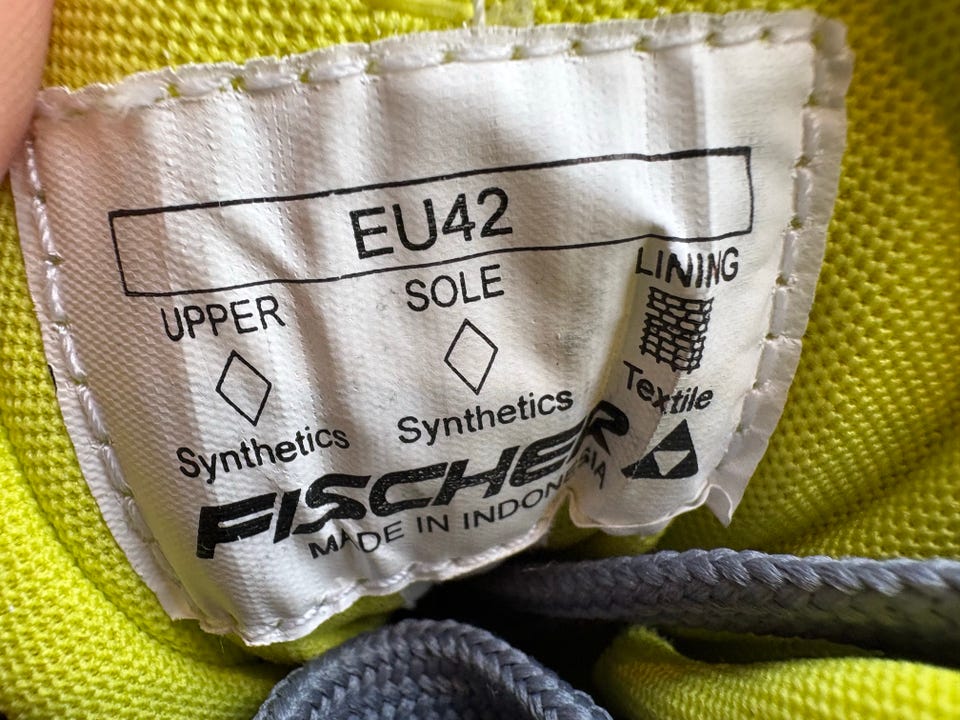 EU42
UPPER SOLE LINING
Synthetics Synthetics Textile
FISCHER
MADE IN INDONESIA